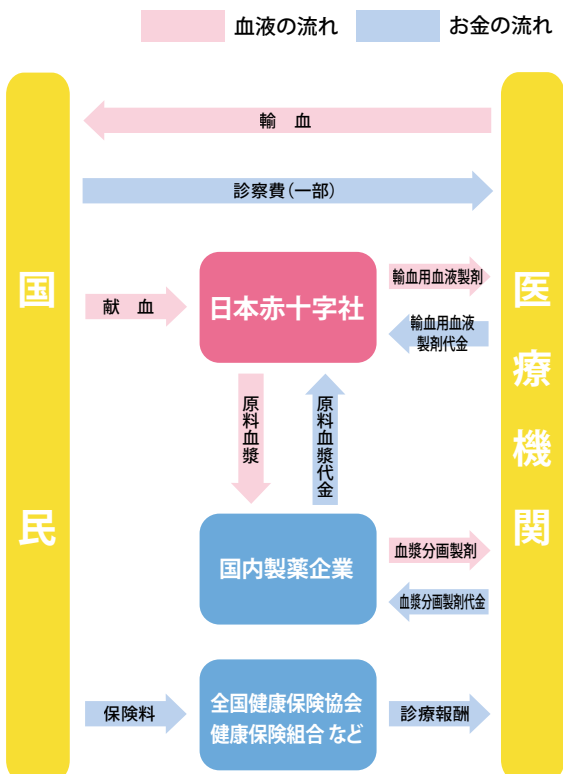 血液の流れ
お金の流れ
輸 血
診察費(一部)
国民
医療機関
献 血
日本赤十字社
輸血用血液製剤
輸血用血液
製剤代金
原料血漿
原料血漿代金
国内製薬企業
血漿分画製剤
血漿分画製剤代金
保険料
全国健康保険協会
健康保険組合 など
診療報酬